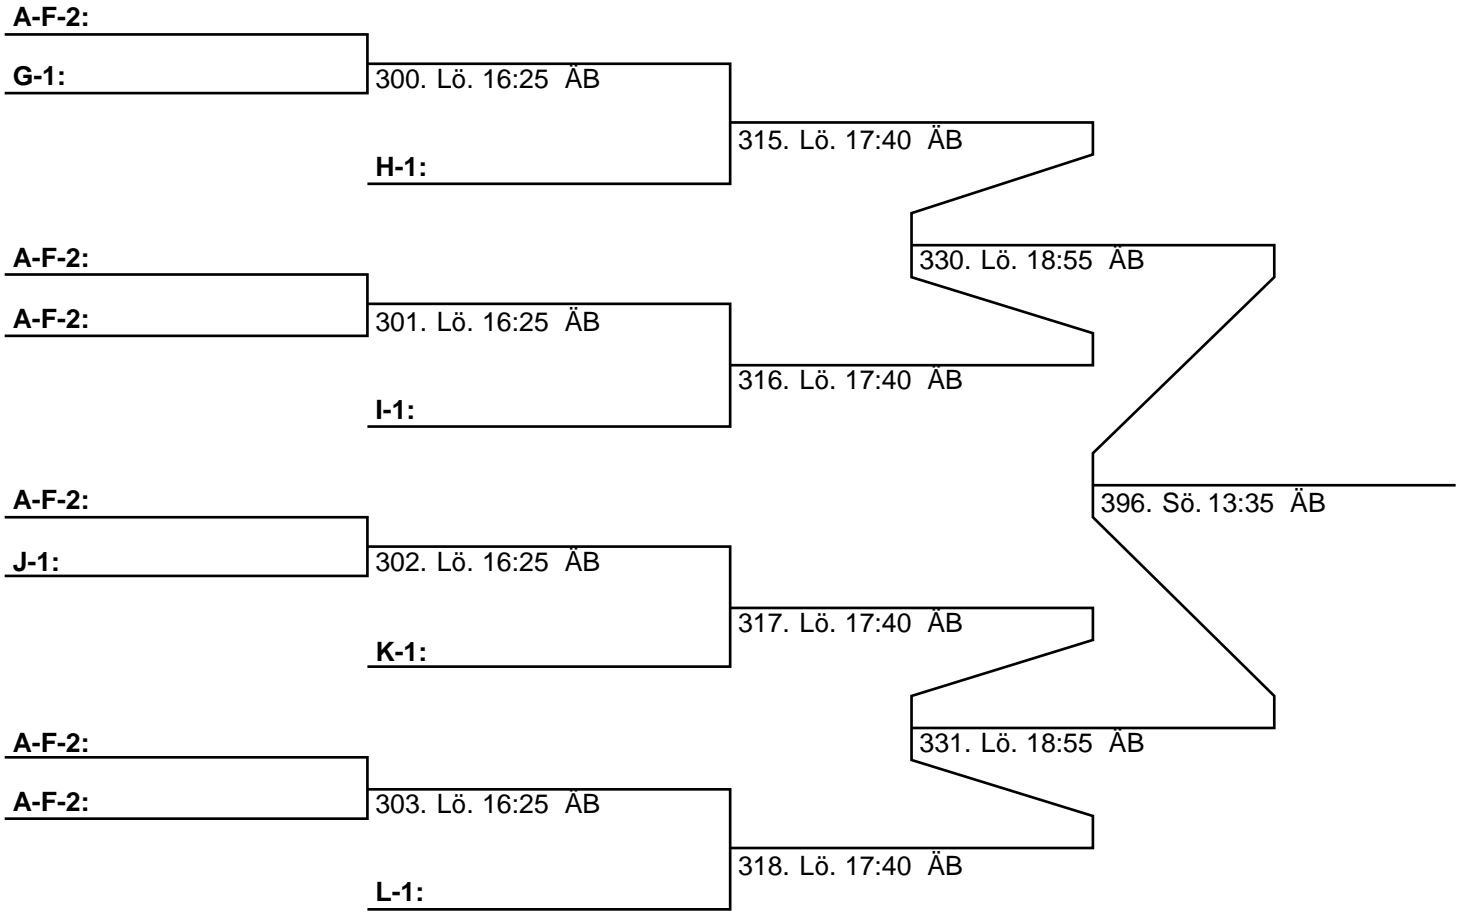 A-F-2:
G-1:
300. Lö. 16:25 ÄB
315. Lö. 17:40 ÄB
H-1:
A-F-2:
330. Lö. 18:55 ÄB
A-F-2:
301. Lö. 16:25 ÄB
316. Lö. 17:40 ÄB
I-1:
A-F-2:
396. Sö. 13:35 ÄB
J-1:
302. Lö. 16:25 ÄB
317. Lö. 17:40 ÄB
K-1:
A-F-2:
331. Lö. 18:55 ÄB
A-F-2:
303. Lö. 16:25 ÄB
318. Lö. 17:40 ÄB
L-1: